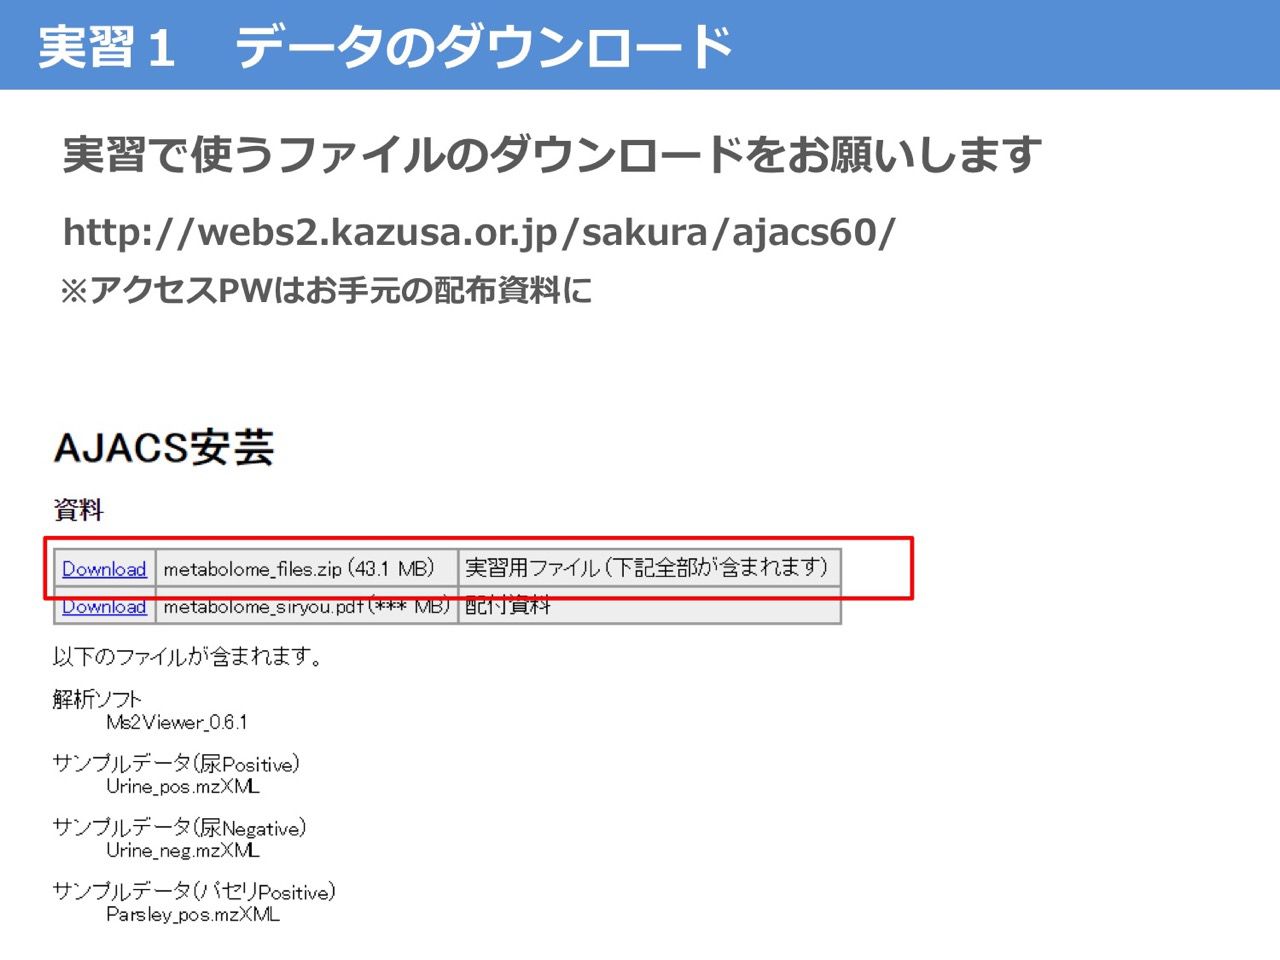 実習１　データのダウンロード
実習で使うファイルのダウンロードをお願いします
http://webs2.kazusa.or.jp/sakura/ajacs60/
※アクセスPWはお手元の配布資料に
AJACS安芸
資料
Download metabolome_files.zip (43.1 MB) 実習用ファイル（下記全部が含まれます）
Download metabolome_siryou.pdf (*** MB) 配付資料
以下のファイルが含まれます。
解析ソフト
Ms2Viewer_0.6.1
サンプルデータ(尿Positive)
Urine_pos.mzXML
サンプルデータ(尿Negative)
Urine_neg.mzXML
サンプルデータ(パセリPositive)
Parsley_pos.mzXML